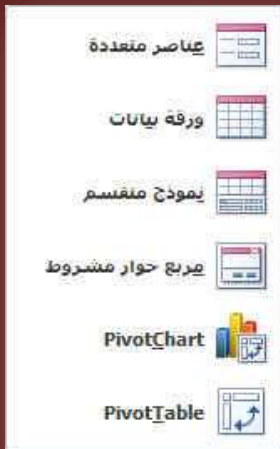 عناصر متعددة
ورقة بيانات
نموذج منقسم
مربع حوار مشروط
PivotChart
PivotTable